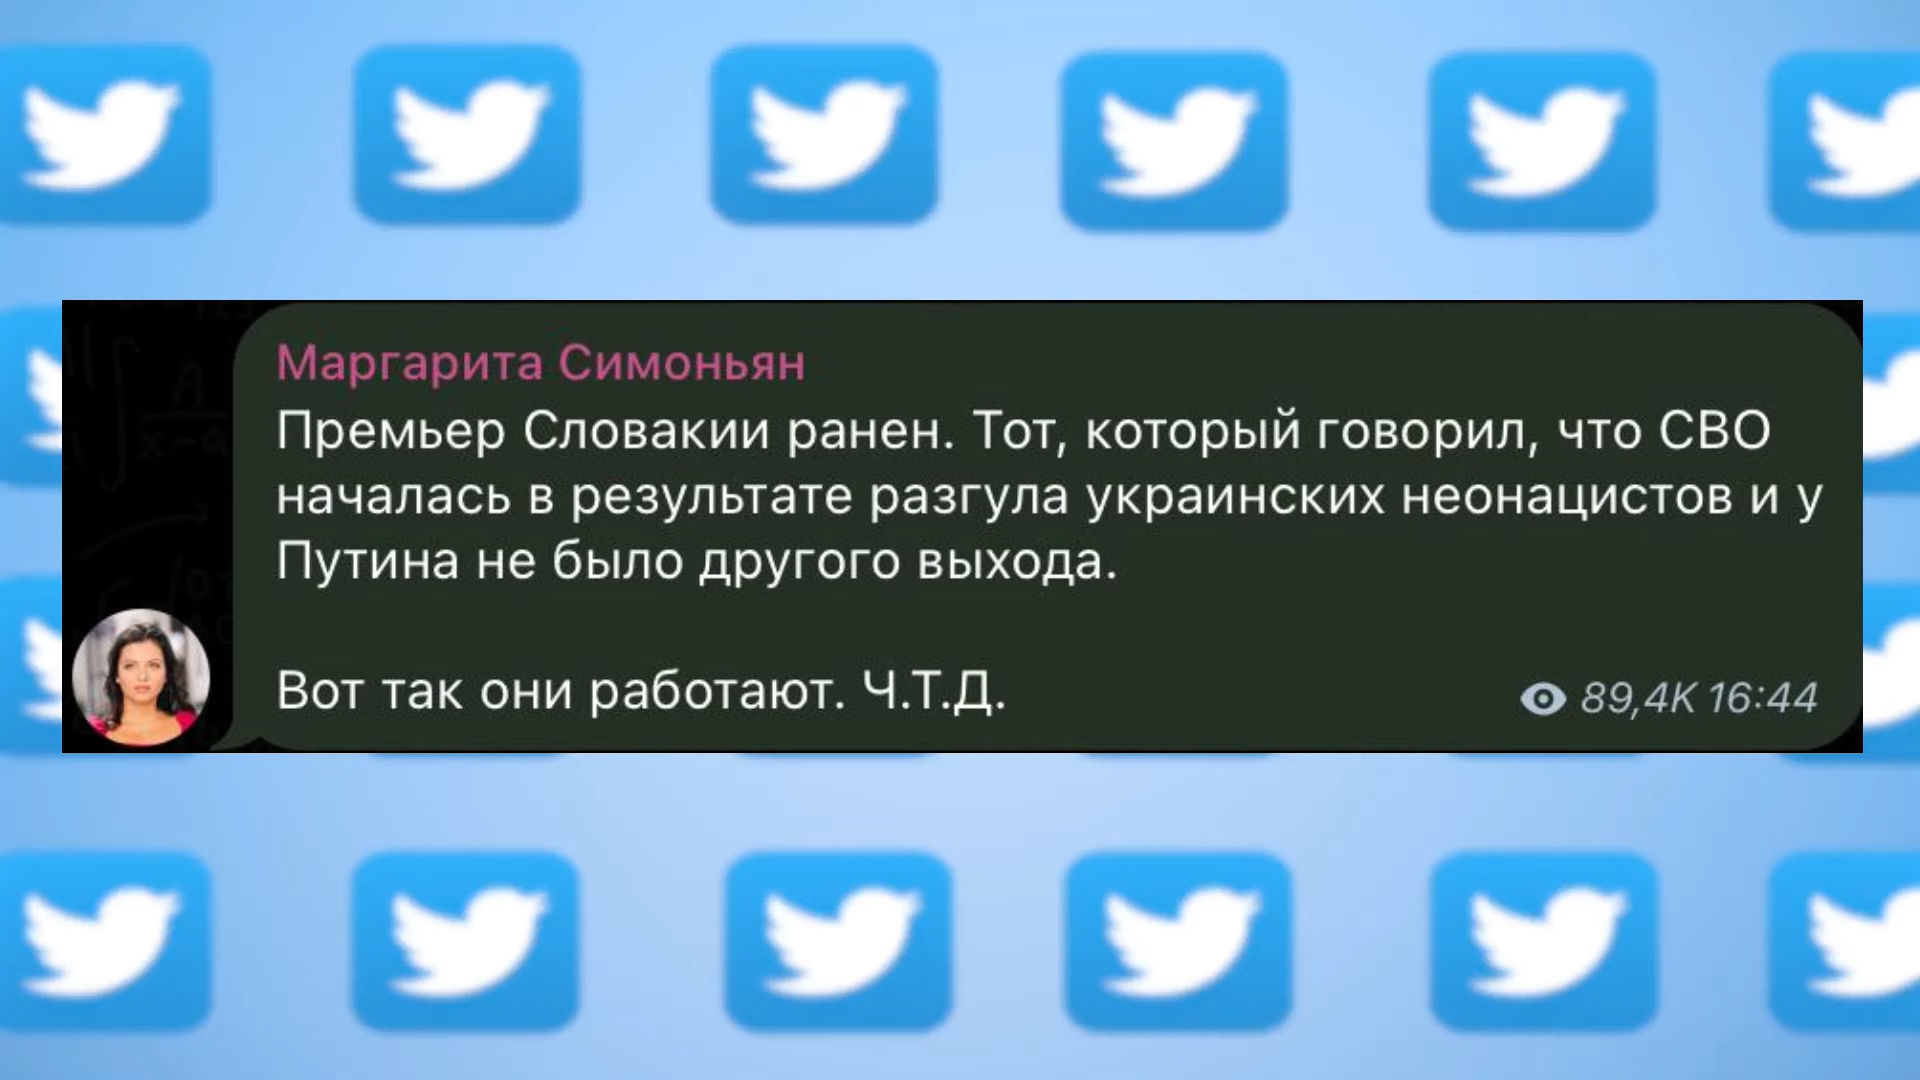 Маргарита Симоньян
Премьер Словакии ранен. Тот, который говорил, что СВО
началась в результате разгула украинских неонацистов и у
Путина не было другого выхода.
Вот так они работают. Ч.Т.Д.
89,4K 16:44